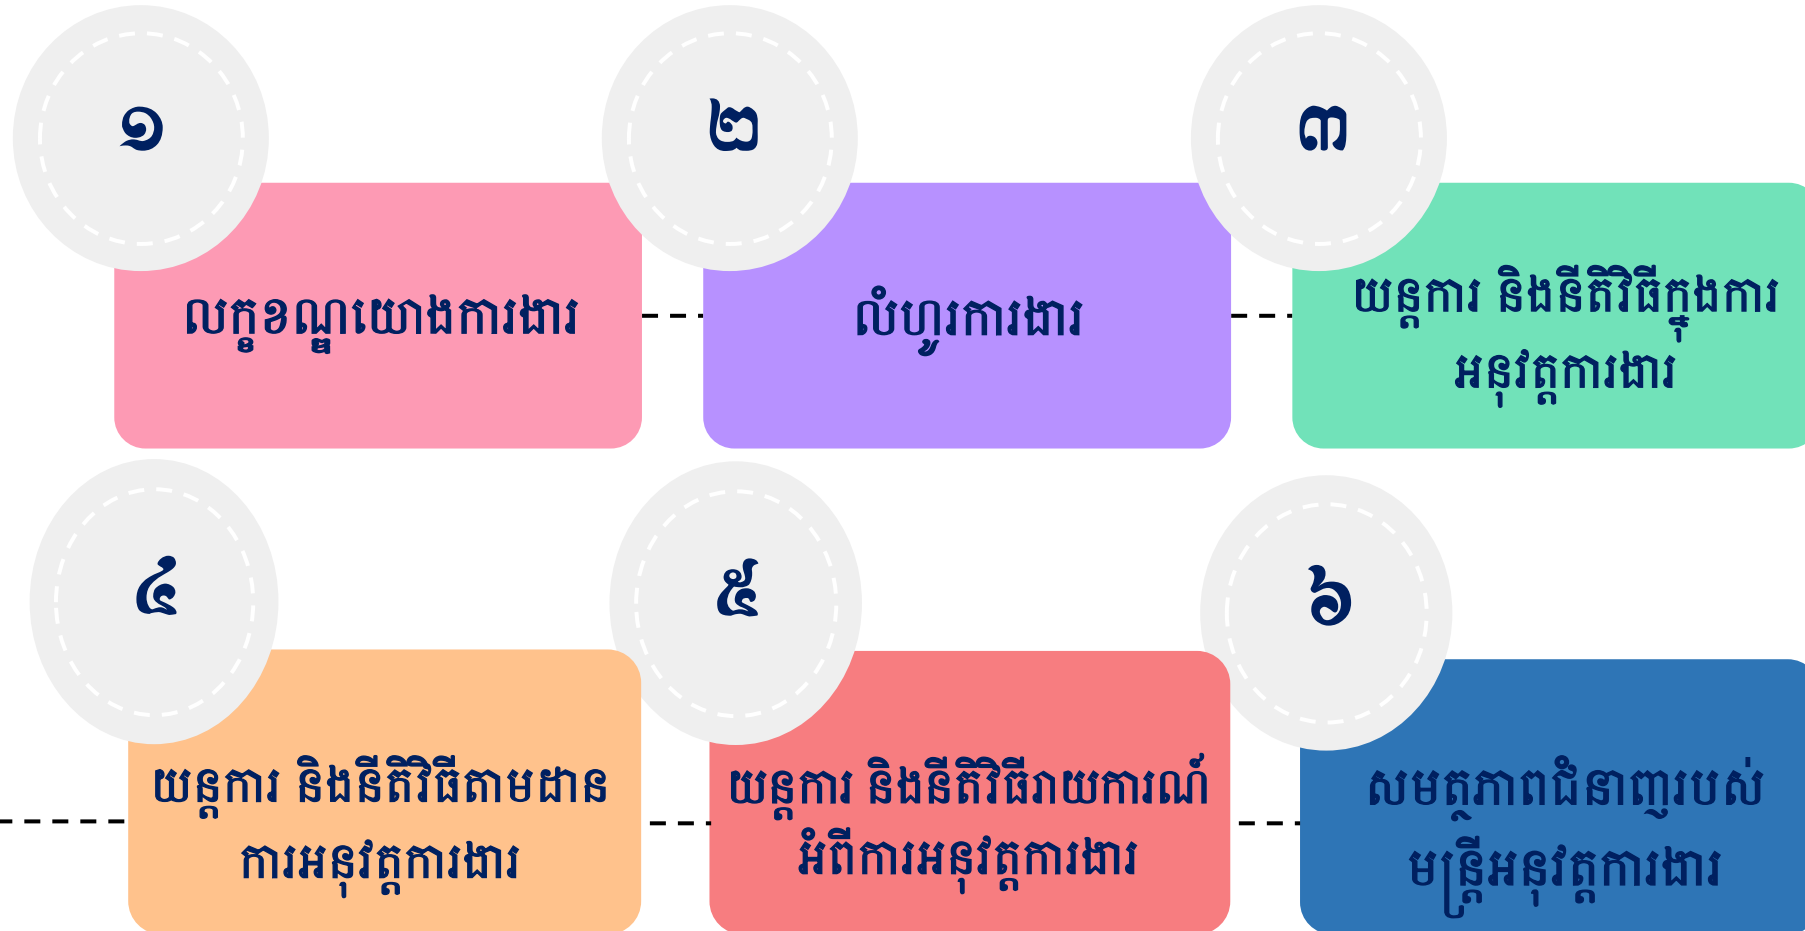 ១
២
៣
លក្ខខណ្ឌយោងការងារ
លំហូរការងារ
យន្តការ និងនីតិវិធីក្នុងការ
អនុវត្តការងារ
៤
៥
៦
យន្តការ និងនីតិវិធីតាមដាន
ការអនុវត្តការងារ
យន្តការ និងនីតិវិធីរាយការណ៍
អំពីការអនុវត្តការងារ
សមត្ថភាពជំនាញរបស់
មន្ត្រីអនុវត្តការងារ